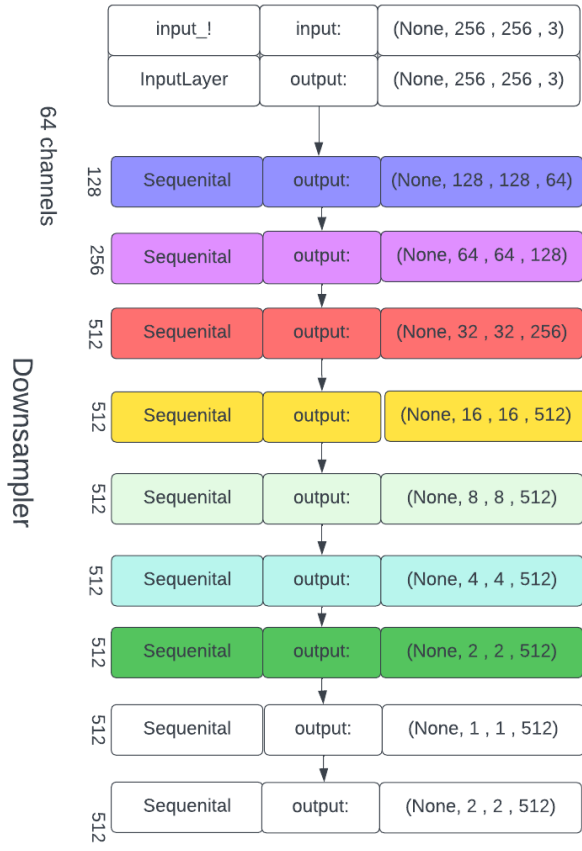 input_! input: (None, 256 , 256 , 3)
InputLayer output: (None, 256 , 256 , 3)
64 channels
128 Sequenital output: (None, 128 , 128 , 64)
256 Sequenital output: (None, 64 , 64 , 128)
512 Sequenital output: (None, 32 , 32 , 256)
Downsampler
512 Sequenital output: (None, 16 , 16 , 512)
512 Sequenital output: (None, 8 , 8 , 512)
512 Sequenital output: (None, 4 , 4 , 512)
512 Sequenital output: (None, 2 , 2 , 512)
512 Sequenital output: (None, 1 , 1 , 512)
512 Sequenital output: (None, 2 , 2 , 512)